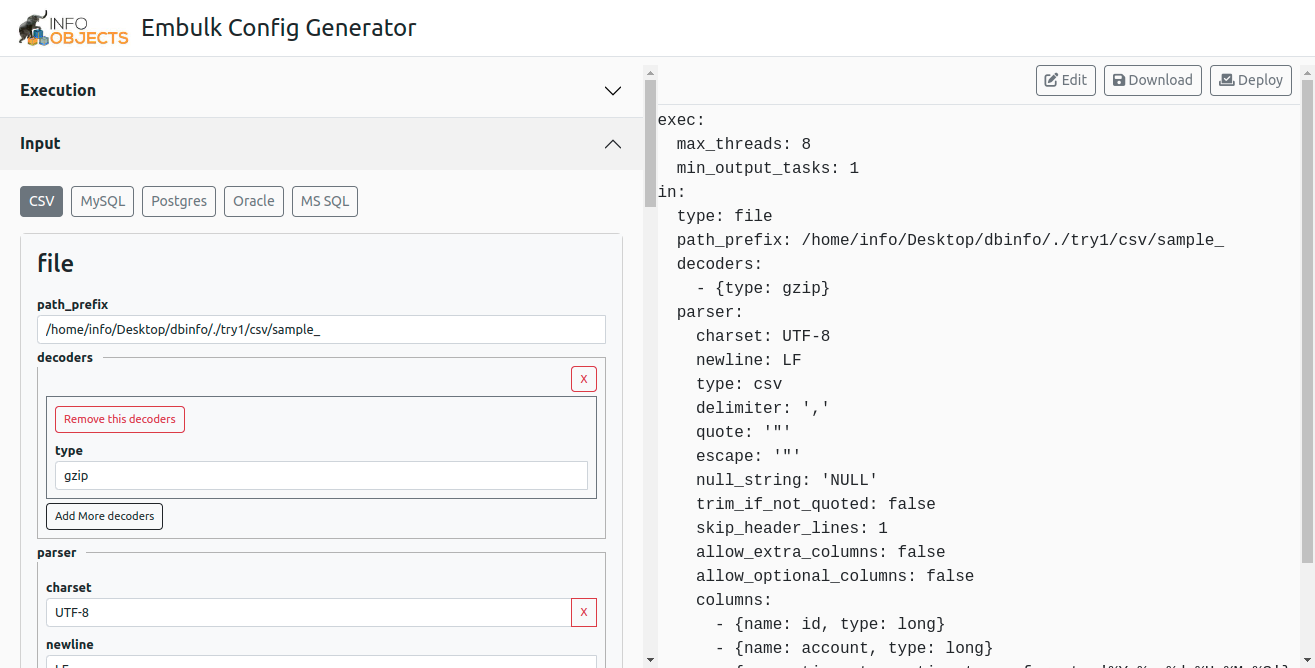 INFO
OBJECTS
Embulk Config Generator
Execution
Input
CSV
MySQL
Postgres
Oracle
MS SQL
file
path_prefix
/home/info/Desktop/dbinfo/./try1/csv/sample_
decoders
X
Remove this decoders
type
gzip
Add More decoders
parser
charset
UTF-8
X
newline
Edit
Download
Deploy
exec:
  max_threads: 8
  min_output_tasks: 1
in:
  type: file
  path_prefix: /home/info/Desktop/dbinfo/./try1/csv/sample_
  decoders:
    - {type: gzip}
  parser:
    charset: UTF-8
    newline: LF
    type: csv
    delimiter: ','
    quote: '"'
    escape: '"'
    null_string: 'NULL'
    trim_if_not_quoted: false
    skip_header_lines: 1
    allow_extra_columns: false
    allow_optional_columns: false
    columns:
      - {name: id, type: long}
      - {name: account, type: long}